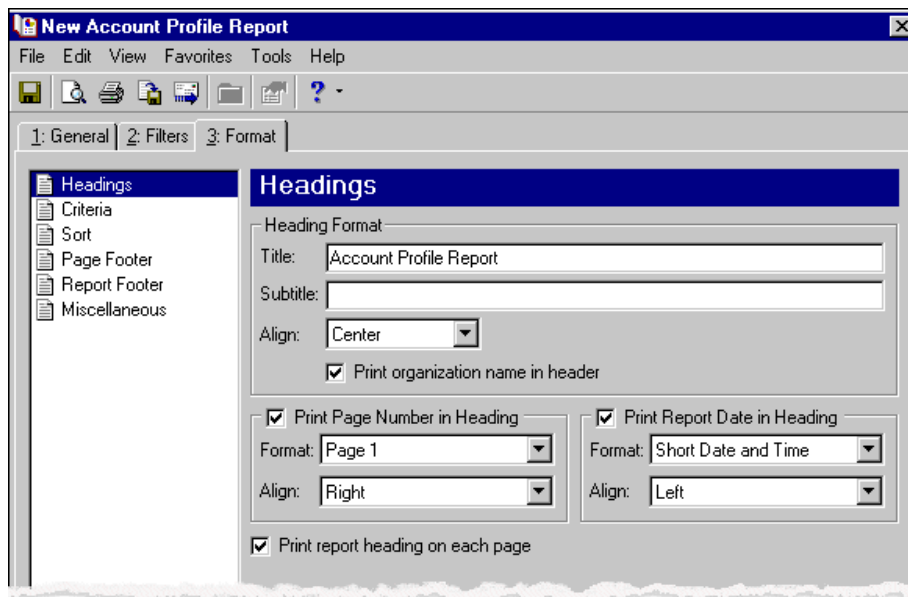 New Account Profile Report
File Edit View Favorites Tools Help
?
1: General 2: Filters 3: Format
Headings
Criteria
Sort
Page Footer
Report Footer
Miscellaneous
Headings
Heading Format
Title: Account Profile Report
Subtitle:
Align: Center
Print organization name in header
Print Page Number in Heading
Format: Page 1
Align: Right
Print Report Date in Heading
Format: Short Date and Time
Align: Left
Print report heading on each page